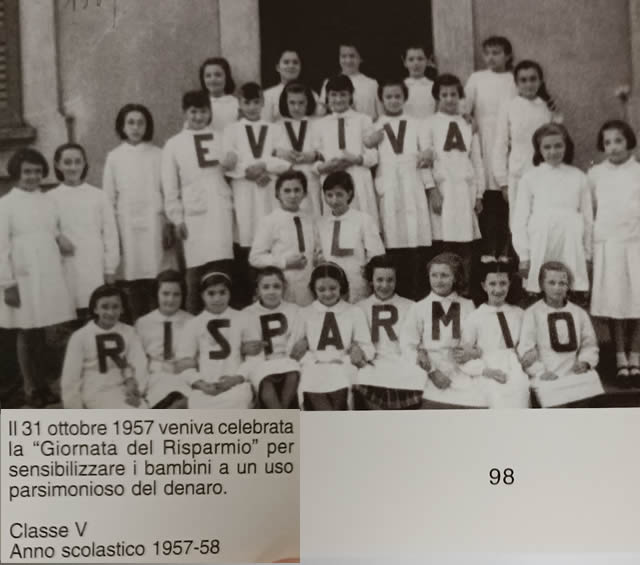 EVVIVA
IL
RISPARMIO
Il 31 ottobre 1957 veniva celebrata
la “Giornata del Risparmio” per
sensibilizzare i bambini a un uso
parsimonioso del denaro.
Classe V
Anno scolastico 1957-58
98